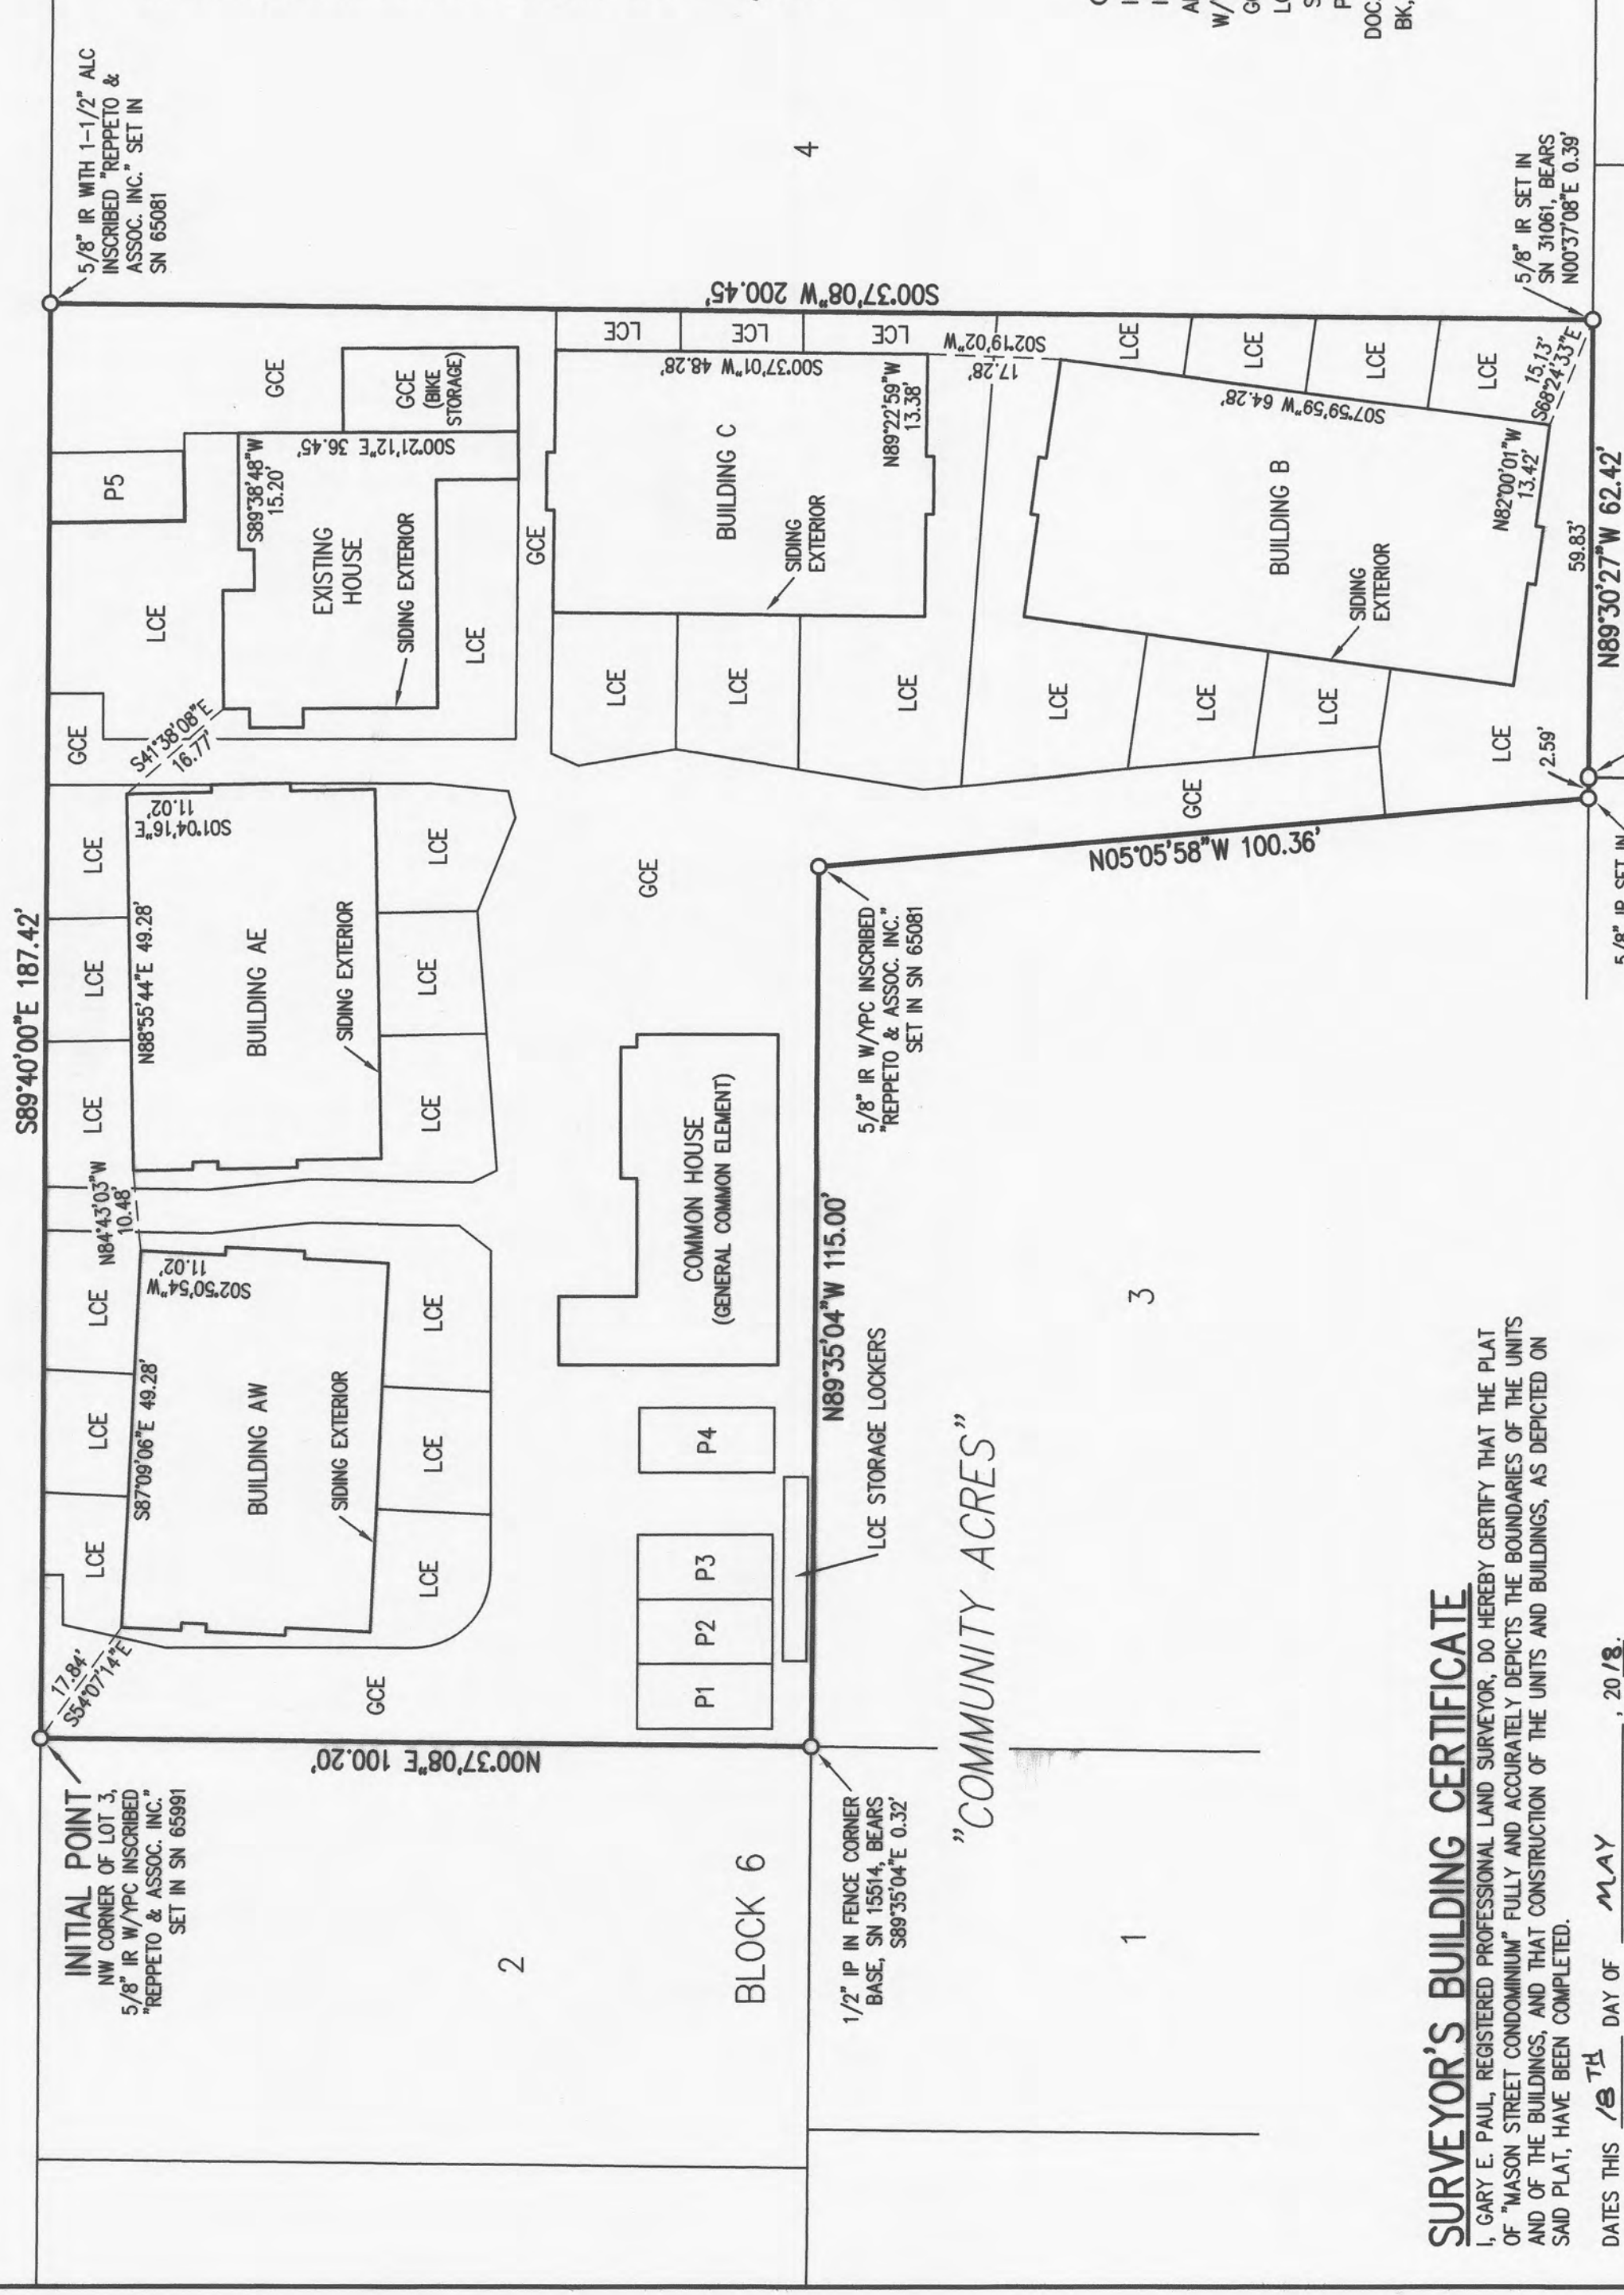 S89°40'00"E 187.42'
INITIAL POINT
NW CORNER OF LOT 3,
5/8" IR W/YPC INSCRIBED
"REPPETO & ASSOC. INC."
SET IN SN 65991
17.84'
S54°07'14"E
N00°37'08"E 100.20'
GCE
LCE
LCE
LCE
S87°09'06"E 49.28'
S02°50'54"W
11.02'
BUILDING AW
SIDING EXTERIOR
LCE
LCE
LCE
N84°43'03"W
10.48'
LCE
LCE
LCE
N88°55'44"E 49.28'
S01°04'16"E
11.02'
BUILDING AE
SIDING EXTERIOR
LCE
LCE
LCE
GCE
S41°38'08"E
16.77'
LCE
P5
GCE
S89°38'48"W
15.20'
EXISTING
HOUSE
SIDING EXTERIOR
S00°21'12"E 36.45'
GCE
(BIKE
STORAGE)
LCE
GCE
5/8" IR WITH 1-1/2" ALC
INSCRIBED "REPPETO &
ASSOC. INC." SET IN
SN 65081
S00°37'08"W 200.45'
4
LCE
LCE
LCE
S00°37'01"W 48.28'
BUILDING C
SIDING
EXTERIOR
N89°22'59"W
13.38'
LCE
LCE
LCE
S02°19'02"W
17.28'
LCE
LCE
LCE
LCE
S07°59'59"W 64.28'
BUILDING B
SIDING
EXTERIOR
N82°00'01"W
13.42'
15.13'
S68°24'33"E
LCE
LCE
LCE
LCE
GCE
2.59'
59.83'
N89°30'27"W 62.42'
5/8" IR SET IN
SN 31061, BEARS
N00°37'08"E 0.39'
N05°05'58"W 100.36'
GCE
COMMON HOUSE
(GENERAL COMMON ELEMENT)
P1
P2
P3
P4
N89°35'04"W 115.00'
LCE STORAGE LOCKERS
5/8" IR W/YPC INSCRIBED
"REPPETO & ASSOC. INC."
SET IN SN 65081
2
BLOCK 6
1/2" IP IN FENCE CORNER
BASE, SN 15514, BEARS
S89°35'04"E 0.32'
"COMMUNITY ACRES"
1
3
5/8" IR SET IN
W/
DOC.
BK,
SURVEYOR'S BUILDING CERTIFICATE
I, GARY E. PAUL, REGISTERED PROFESSIONAL LAND SURVEYOR, DO HEREBY CERTIFY THAT THE PLAT
OF "MASON STREET CONDOMINIUM" FULLY AND ACCURATELY DEPICTS THE BOUNDARIES OF THE UNITS
AND OF THE BUILDINGS, AND THAT CONSTRUCTION OF THE UNITS AND BUILDINGS, AS DEPICTED ON
SAID PLAT, HAVE BEEN COMPLETED.
DATES THIS 18TH DAY OF MAY, 2018.